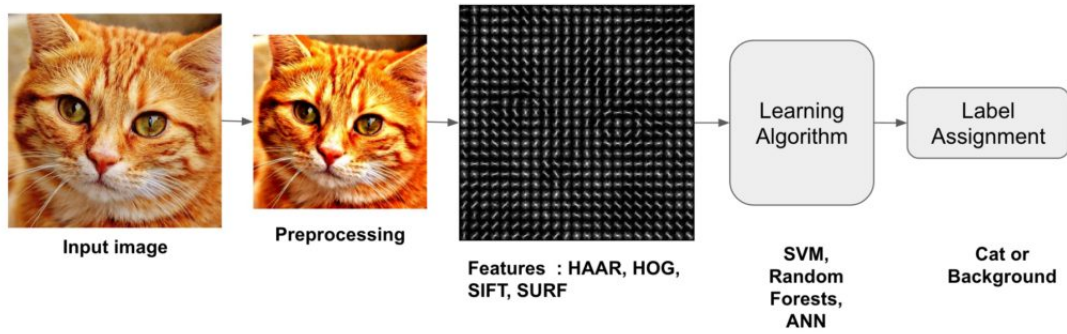 Input image
Preprocessing
Features : HAAR, HOG,
SIFT, SURF
Learning
Algorithm
SVM,
Random
Forests,
ANN
Label
Assignment
Cat or
Background